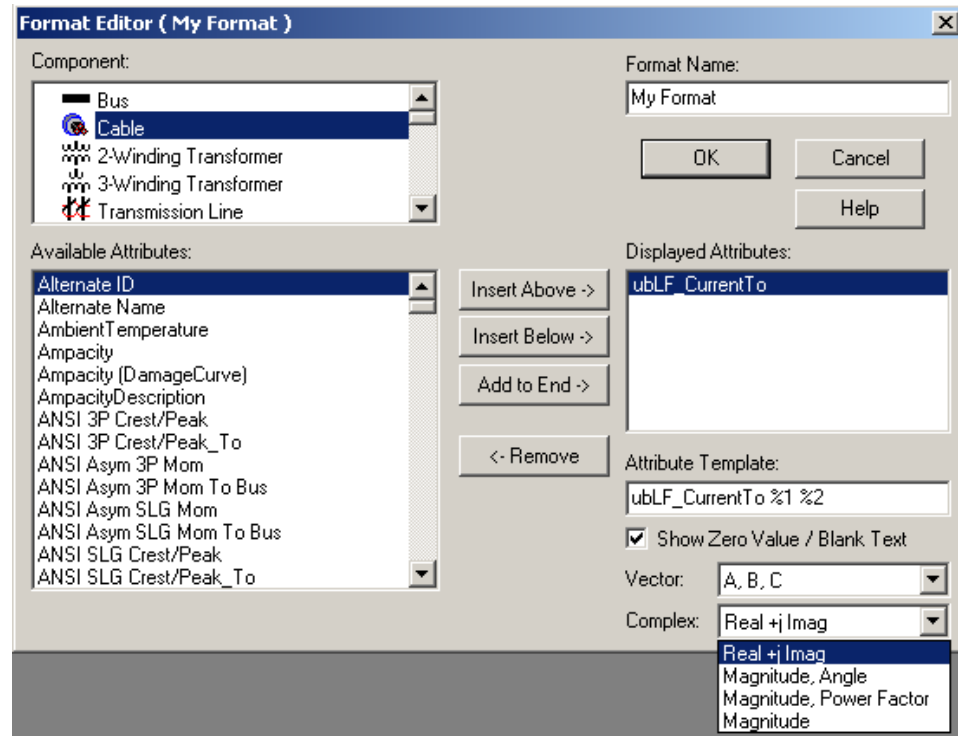 Format Editor ( My Format )
Component:
Bus
Cable
2-Winding Transformer
3-Winding Transformer
Transmission Line
Format Name:
My Format
OK
Cancel
Help
Available Attributes:
Alternate ID
Alternate Name
AmbientTemperature
Ampacity
Ampacity (DamageCurve)
AmpacityDescription
ANSI 3P Crest/Peak
ANSI 3P Crest/Peak_To
ANSI Asym 3P Mom
ANSI Asym 3P Mom To Bus
ANSI Asym SLG Mom
ANSI Asym SLG Mom To Bus
ANSI SLG Crest/Peak
ANSI SLG Crest/Peak_To
Insert Above ->
Insert Below ->
Add to End ->
<- Remove
Displayed Attributes:
ubLF_CurrentTo
Attribute Template:
ubLF_CurrentTo %1 %2
Show Zero Value / Blank Text
Vector: A, B, C
Complex: Real +j Imag
Real +j Imag
Magnitude, Angle
Magnitude, Power Factor
Magnitude